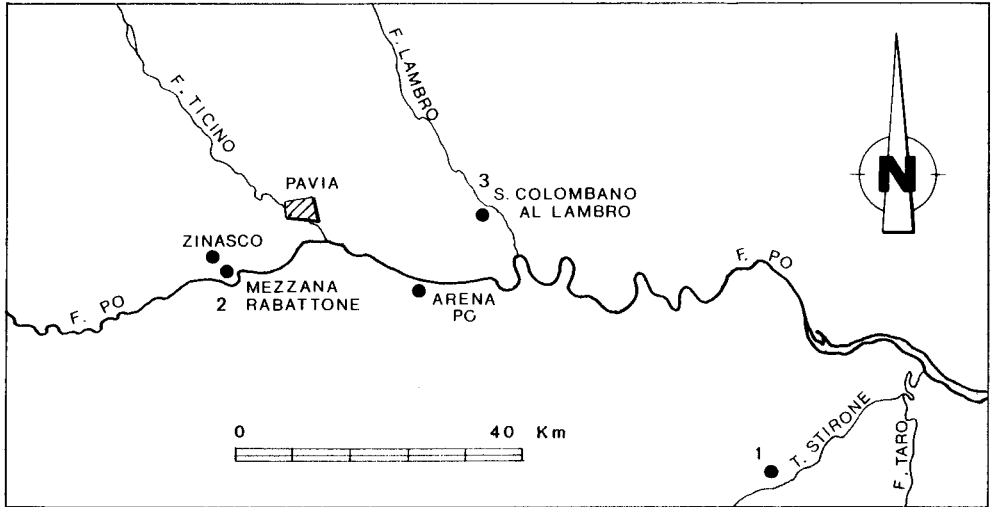 F. TICINO
F. LAMBRO
N
PAVIA
3
S. COLOMBANO
AL LAMBRO
ZINASCO
2
MEZZANA
RABATTONE
F. PO
ARENA
PO
F. PO
0 40 Km
1
T. STIRONE
F. TARO